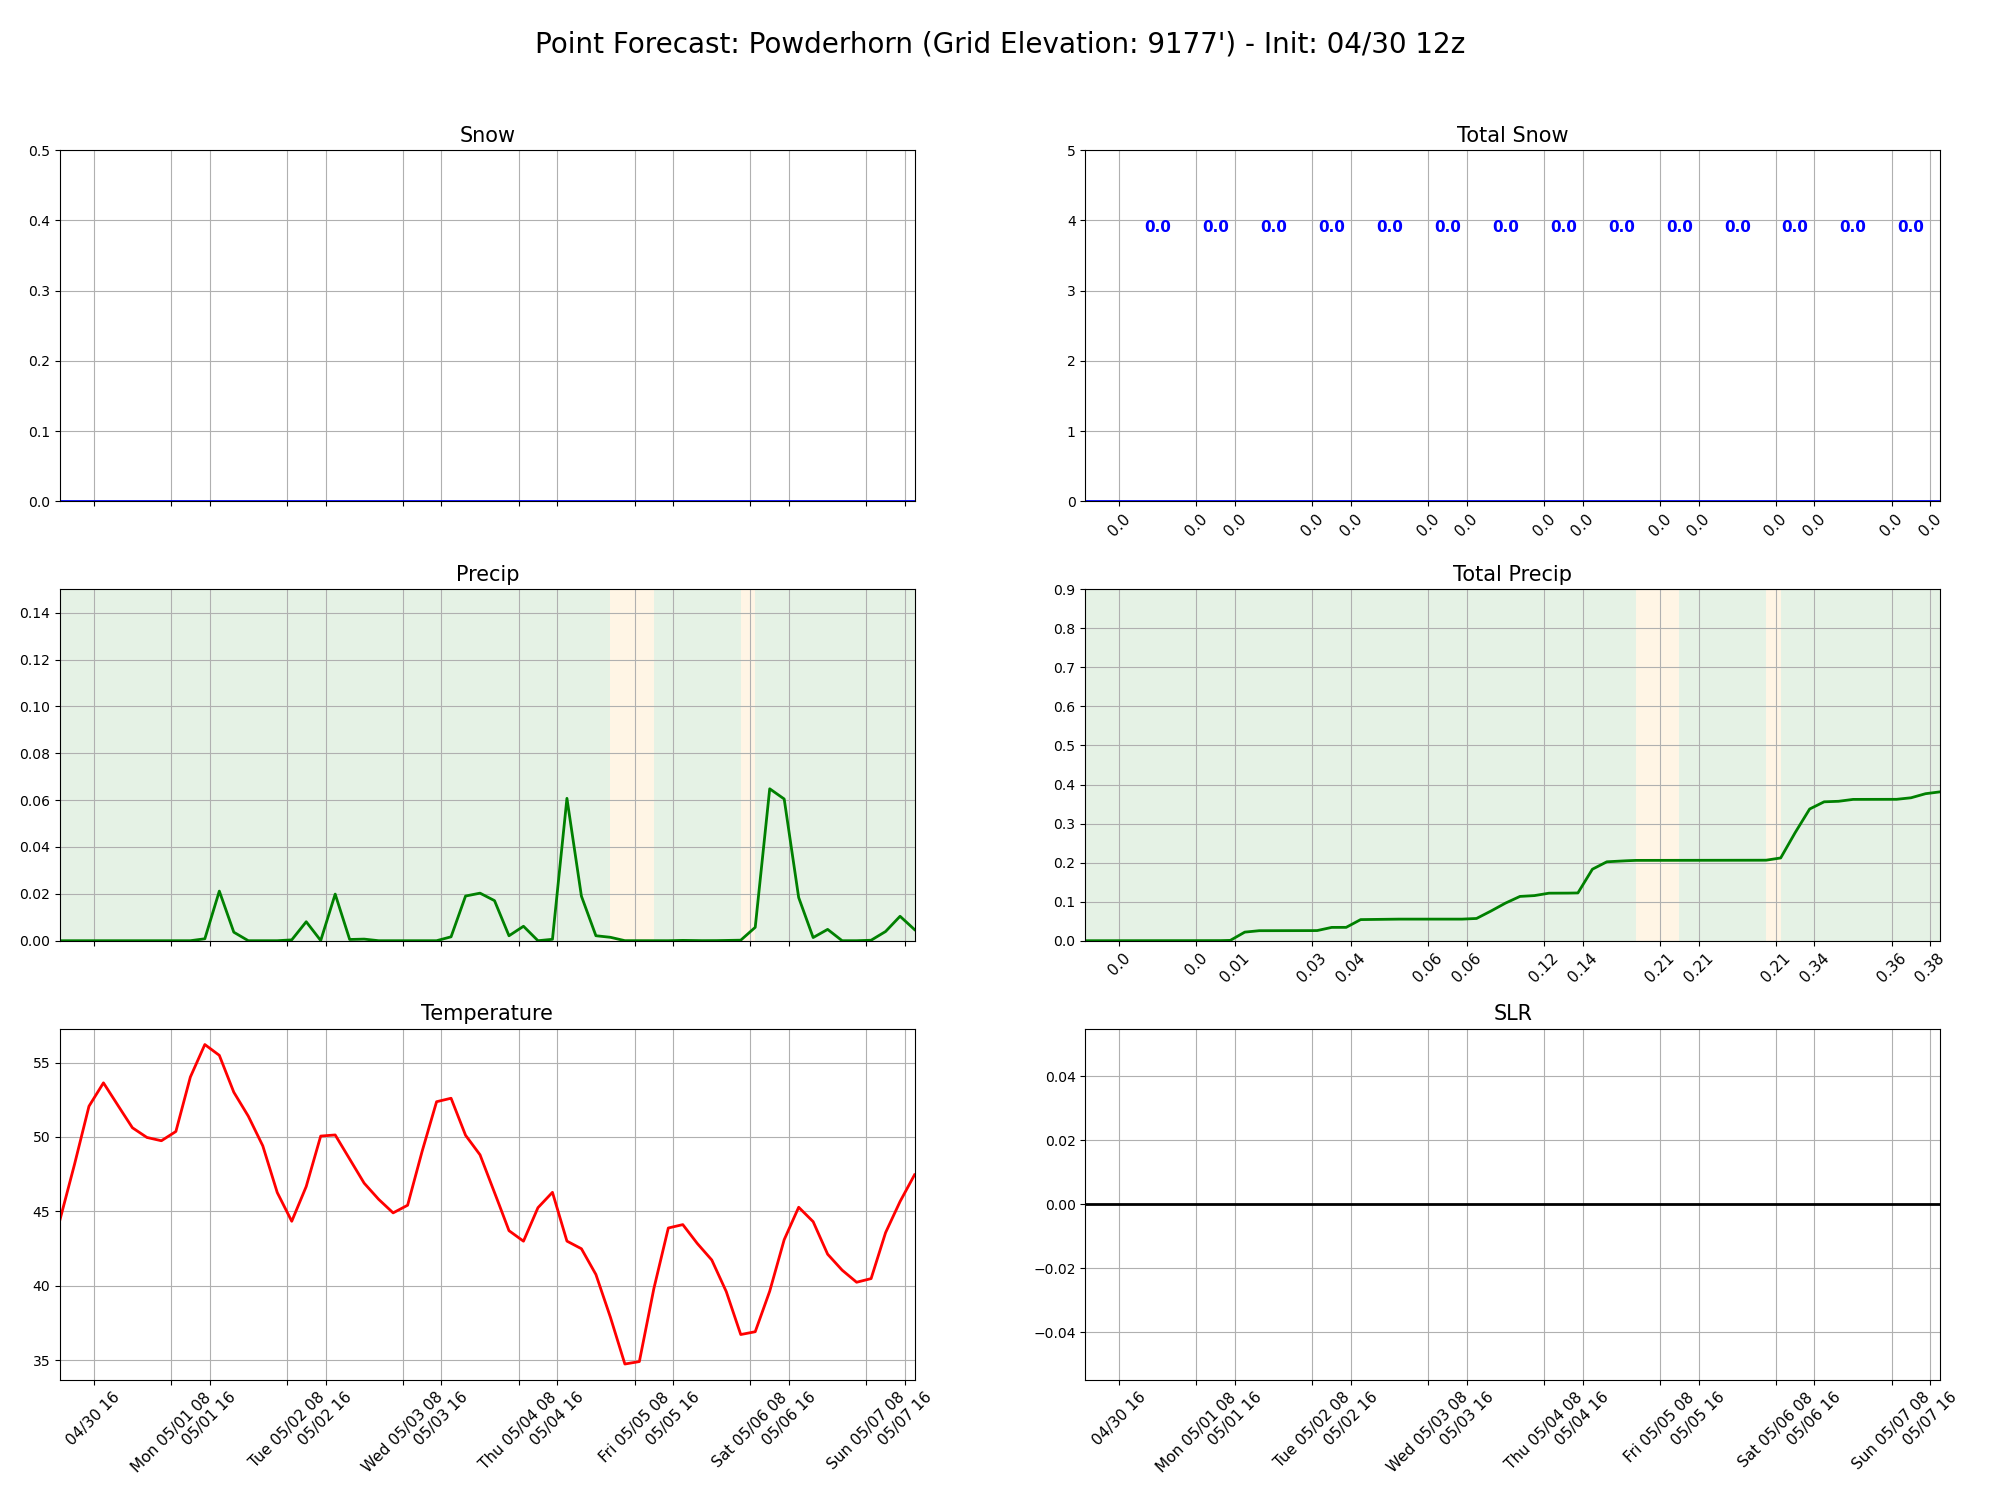 Point Forecast: Powderhorn (Grid Elevation: 9177') - Init: 04/30 12z
Snow
0.5
0.4
0.3
0.2
0.1
0.0
Total Snow
5
4
3
2
1
0
0.0 0.0 0.0 0.0 0.0 0.0 0.0 0.0 0.0 0.0 0.0 0.0 0.0 0.0
0.0 0.0 0.0 0.0 0.0 0.0 0.0 0.0 0.0 0.0 0.0 0.0 0.0 0.0 0.0
Precip
0.14
0.12
0.10
0.08
0.06
0.04
0.02
0.00
Total Precip
0.9
0.8
0.7
0.6
0.5
0.4
0.3
0.2
0.1
0.0
0.0 0.0 0.01 0.03 0.04 0.06 0.06 0.12 0.14 0.21 0.21 0.21 0.34 0.36 0.38
Temperature
55
50
45
40
35
04/30 16
Mon 05/01 08
05/01 16
Tue 05/02 08
05/02 16
Wed 05/03 08
05/03 16
Thu 05/04 08
05/04 16
Fri 05/05 08
05/05 16
Sat 05/06 08
05/06 16
Sun 05/07 08
05/07 16
SLR
0.04
0.02
0.00
−0.02
−0.04
04/30 16
Mon 05/01 08
05/01 16
Tue 05/02 08
05/02 16
Wed 05/03 08
05/03 16
Thu 05/04 08
05/04 16
Fri 05/05 08
05/05 16
Sat 05/06 08
05/06 16
Sun 05/07 08
05/07 16